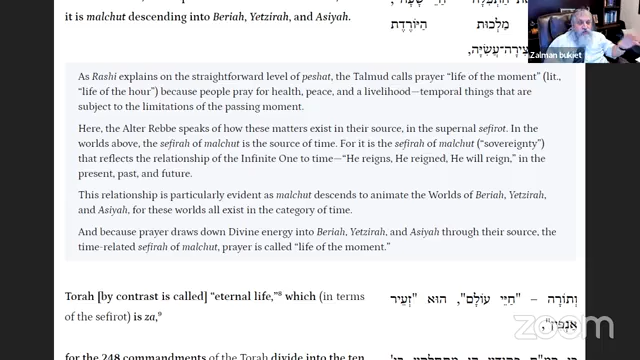 it is malchut descending into Beriah, Yetzirah, and Asiyah.
מַלְכוּת הַיּוֹרֶדֶת
Zalman bukiet
As Rashi explains on the straightforward level of peshat, the Talmud calls prayer "life of the moment" (lit.,
"life of the hour") because people pray for health, peace, and a livelihood—temporal things that are
subject to the limitations of the passing moment.
Here, the Alter Rebbe speaks of how these matters exist in their source, in the supernal sefirot. In the
worlds above, the sefirah of malchut is the source of time. For it is the sefirah of malchut ("sovereignty")
that reflects the relationship of the Infinite One to time—"He reigns, He reigned, He will reign," in the
present, past, and future.
This relationship is particularly evident as malchut descends to animate the Worlds of Beriah, Yetzirah,
and Asiyah, for these worlds all exist in the category of time.
And because prayer draws down Divine energy into Beriah, Yetzirah, and Asiyah through their source, the
time-related sefirah of malchut, prayer is called "life of the moment."
Torah [by contrast is called] "eternal life,"⁸ which (in terms
of the sefirot) is za,⁹
וְתוֹרָה – "חַיֵּי עוֹלָם", הוּא "זְעֵיר
אַנְפִּין",
zoom
for the 248 commandments of the Torah divide into the ten